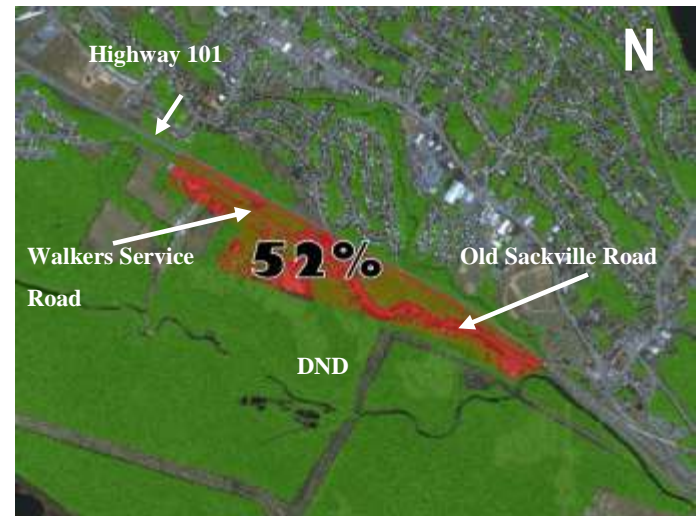 Highway 101
N
Walkers Service
Road
52%
Old Sackville Road
DND